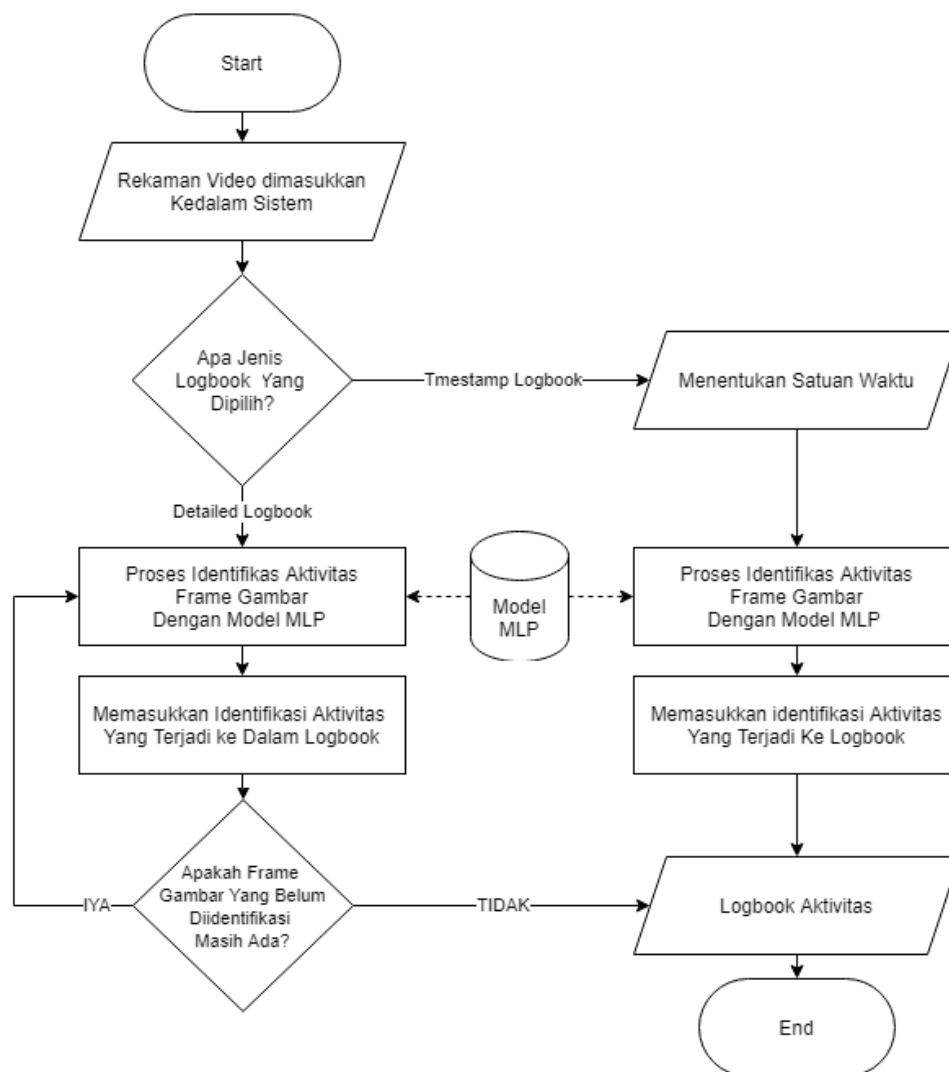 Start
Rekaman Video dimasukkan
Kedalam Sistem
Apa Jenis
Logbook Yang
Dipilih?
Tmestamp Logbook
Menentukan Satuan Waktu
Detailed Logbook
Proses Identifikas Aktivitas
Frame Gambar
Dengan Model MLP
Model
MLP
Proses Identifikas Aktivitas
Frame Gambar
Dengan Model MLP
Memasukkan Identifikasi Aktivitas
Yang Terjadi ke Dalam Logbook
Memasukkan identifikasi Aktivitas
Yang Terjadi Ke Logbook
Apakah Frame
Gambar Yang Belum
Diidentifikasi
Masih Ada?
IYA
TIDAK
Logbook Aktivitas
End